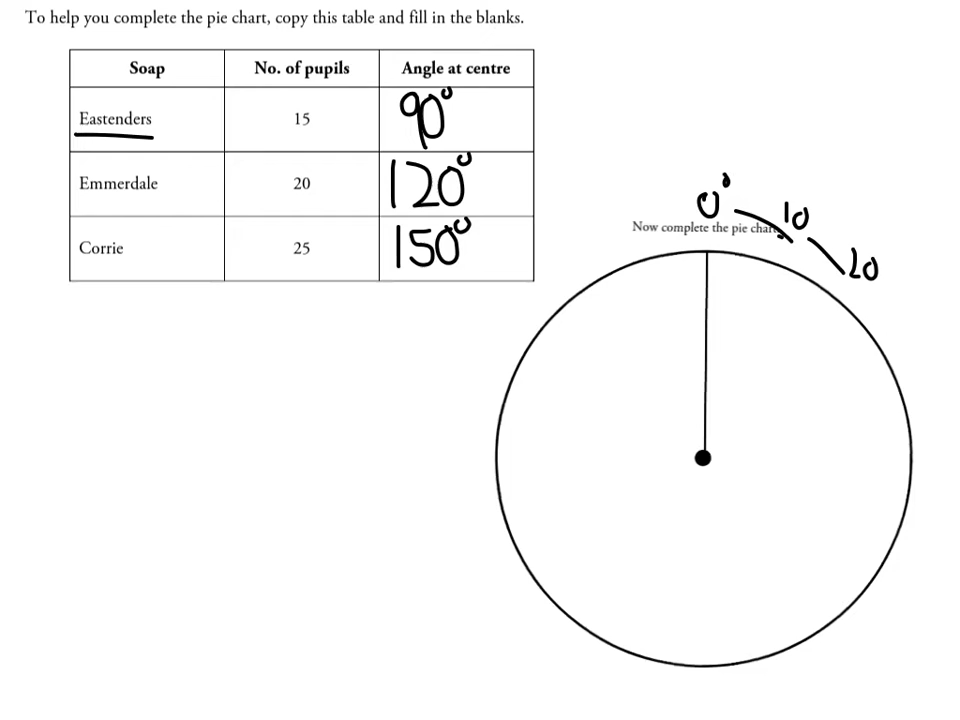 To help you complete the pie chart, copy this table and fill in the blanks.
Soap No. of pupils Angle at centre
Eastenders 15 90°
Emmerdale 20 120°
Corrie 25 150°
0° 10
Now complete the pie chart
20